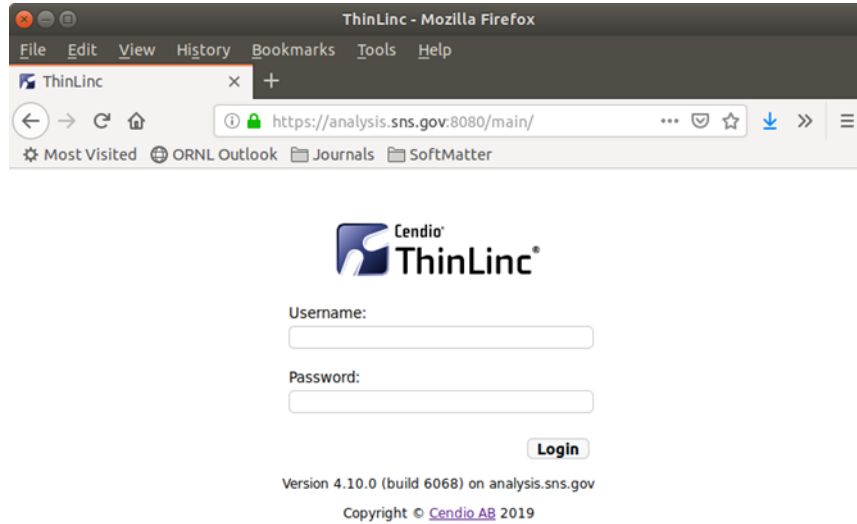 ThinLinc - Mozilla Firefox
File Edit View History Bookmarks Tools Help
ThinLinc
https://analysis.sns.gov:8080/main/
Most Visited ORNL Outlook Journals SoftMatter
Cendio®
ThinLinc®
Username:
Password:
Login
Version 4.10.0 (build 6068) on analysis.sns.gov
Copyright © Cendio AB 2019